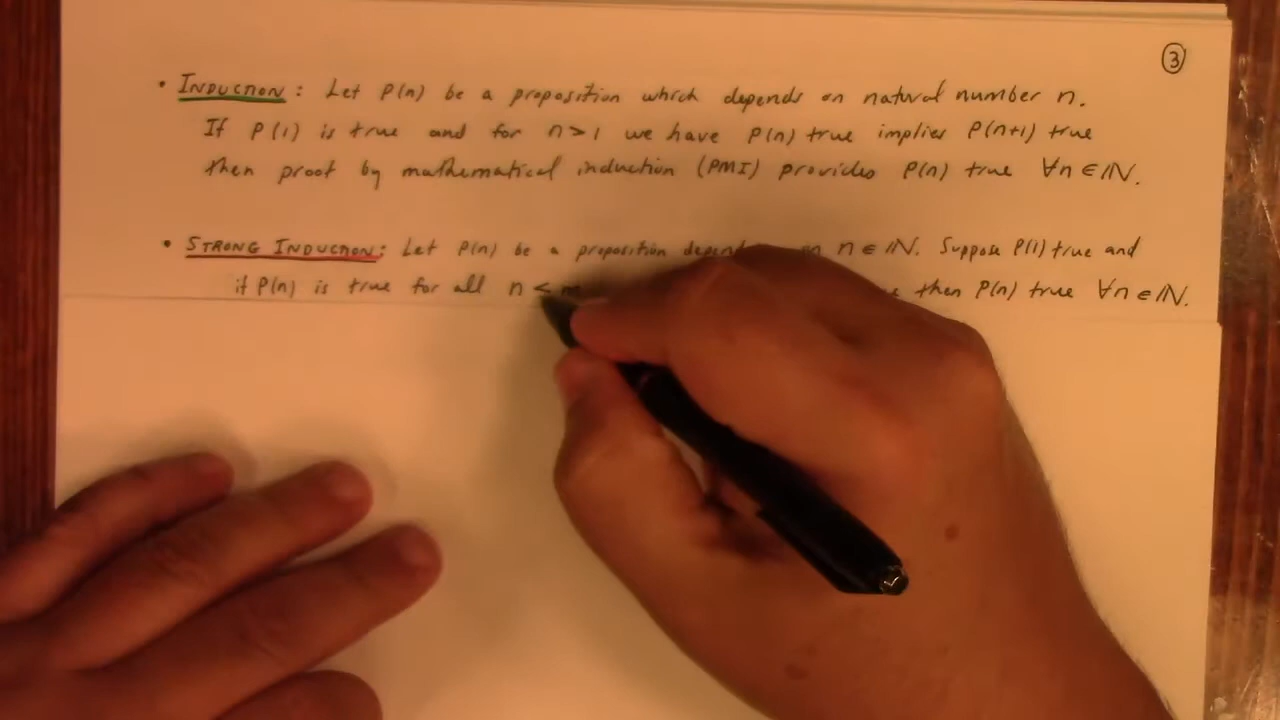 ③
• INDUCTION: Let P(n) be a proposition which depends on natural number n.
If P(1) is true and for n>1 we have P(n) true implies P(n+1) true
then proof by mathematical induction (PMI) provides P(n) true ∀n∈ℕ.
• STRONG INDUCTION: Let P(n) be a proposition depend n∈ℕ. Suppose P(1) true and
if P(n) is true for all n < m then P(n) true ∀n∈ℕ.